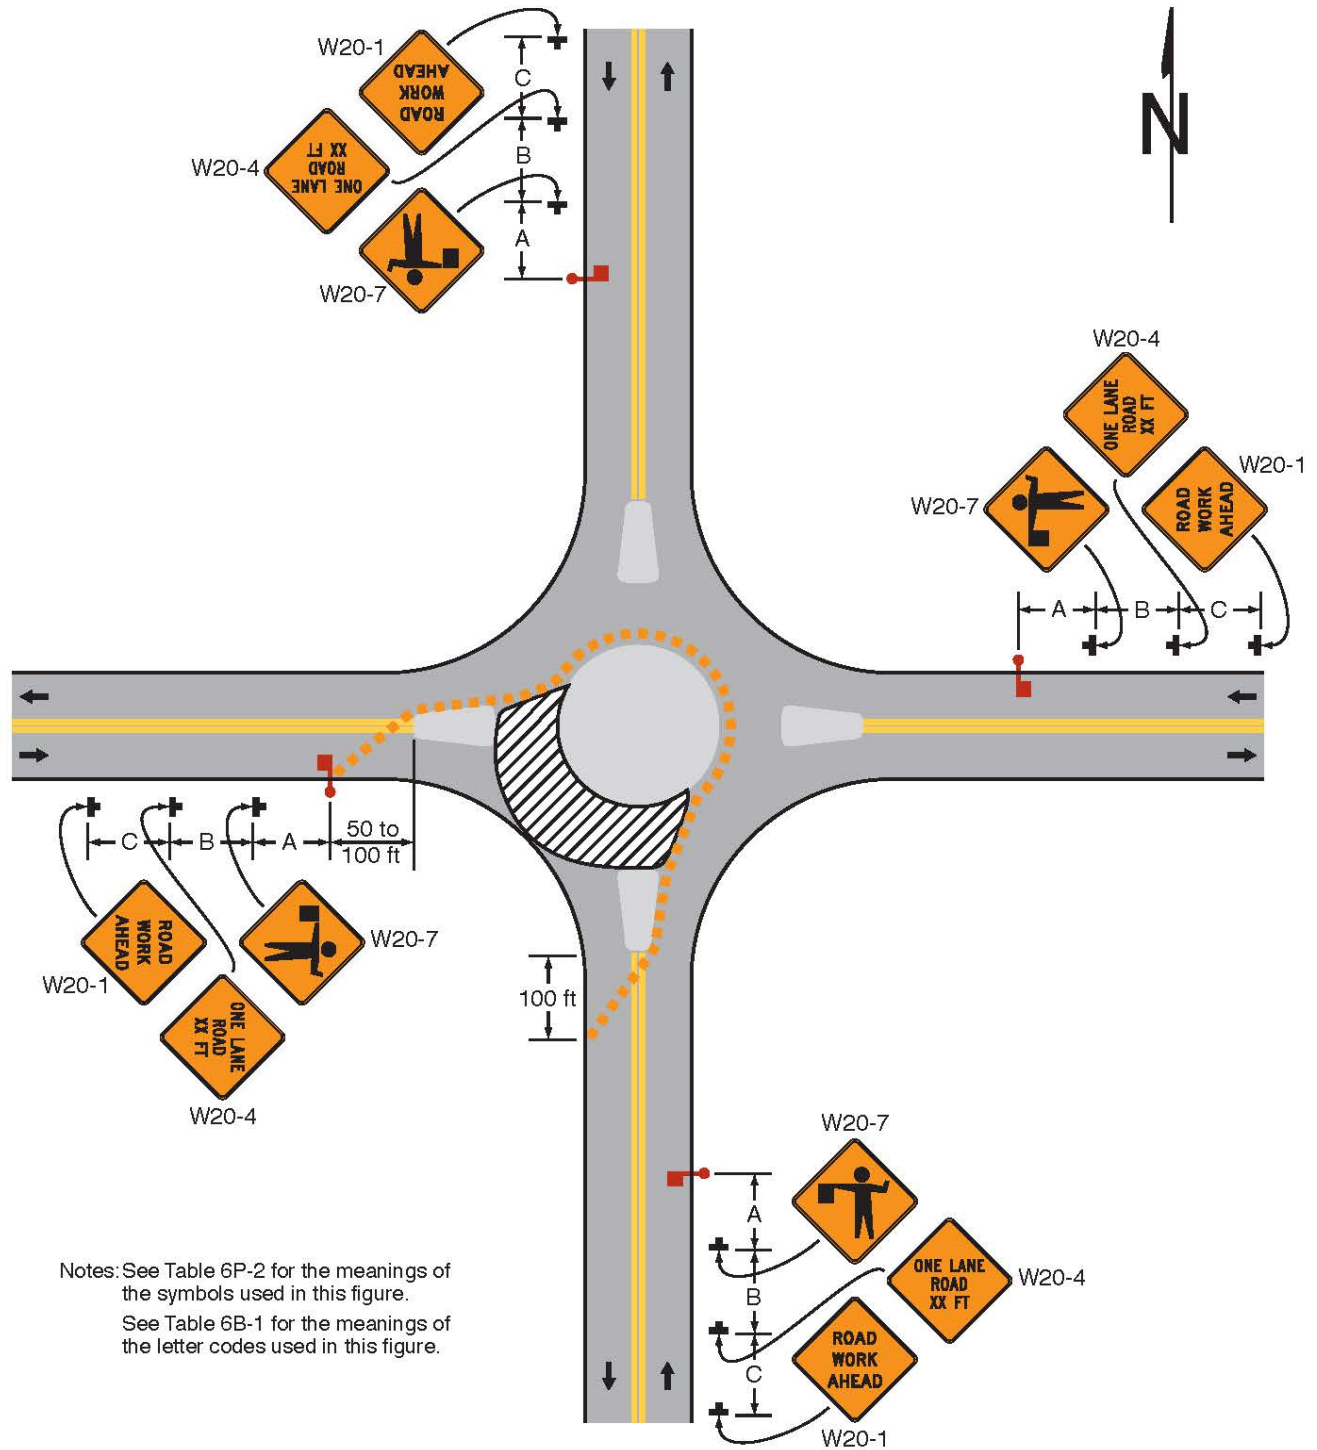 W20-1
ROAD
WORK
AHEAD
C
W20-4
ONE LANE
ROAD
XX FT
B
A
W20-7
N
W20-4
ONE LANE
ROAD
XX FT
W20-1
W20-7
ROAD
WORK
AHEAD
A
B
C
C
B
A
50 to
100 ft
ROAD
WORK
AHEAD
W20-7
W20-1
ONE LANE
ROAD
XX FT
W20-4
100 ft
W20-7
A
B
ONE LANE
ROAD
XX FT
W20-4
C
ROAD
WORK
AHEAD
W20-1
Notes: See Table 6P-2 for the meanings of
the symbols used in this figure.
See Table 6B-1 for the meanings of
the letter codes used in this figure.